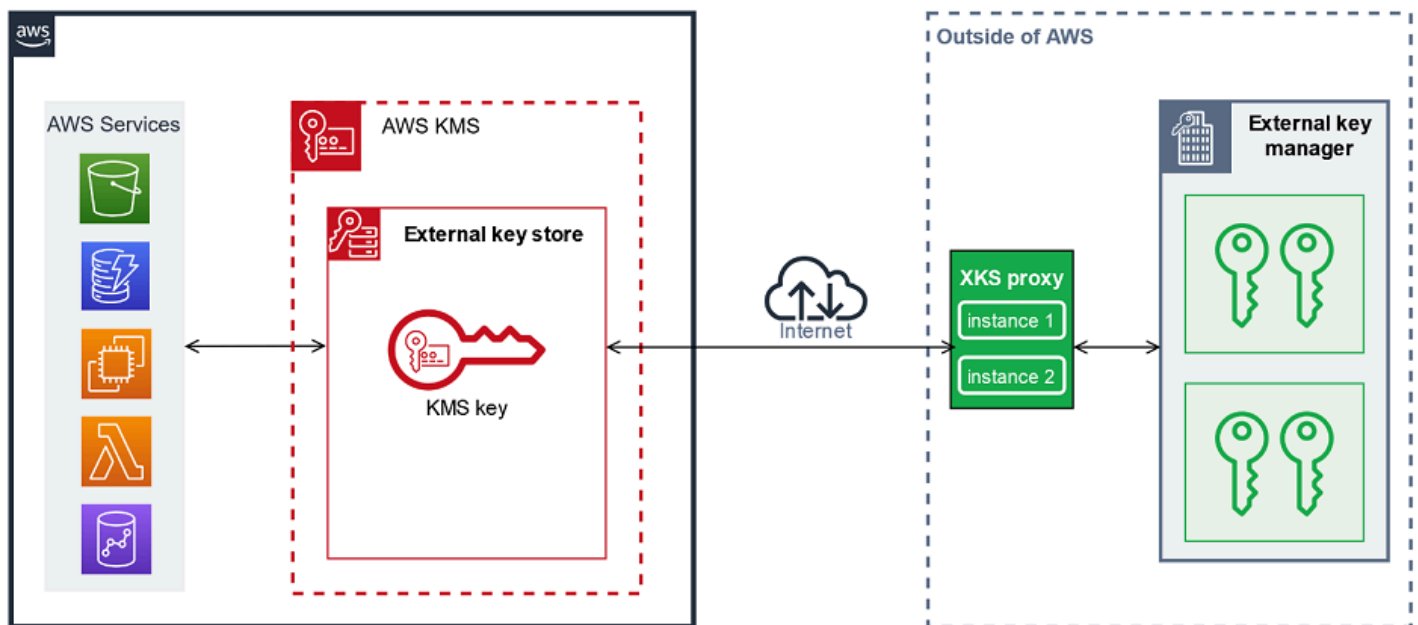 aws
Outside of AWS
AWS Services
AWS KMS
External key store
KMS key
Internet
XKS proxy
instance 1
instance 2
External key
manager